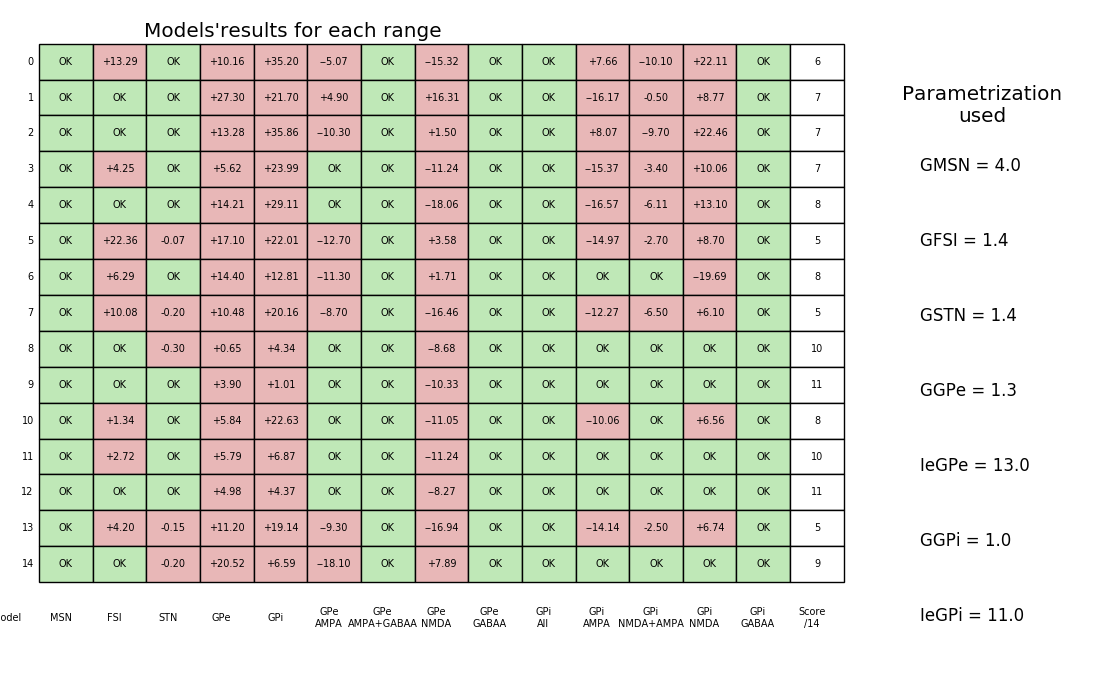 Models'results for each range
0 OK +13.29 OK +10.16 +35.20 −5.07 OK −15.32 OK OK +7.66 −10.10 +22.11 OK 6
1 OK OK OK +27.30 +21.70 +4.90 OK +16.31 OK OK −16.17 -0.50 +8.77 OK 7
2 OK OK OK +13.28 +35.86 −10.30 OK +1.50 OK OK +8.07 −9.70 +22.46 OK 7
3 OK +4.25 OK +5.62 +23.99 OK OK −11.24 OK OK −15.37 -3.40 +10.06 OK 7
4 OK OK OK +14.21 +29.11 OK OK −18.06 OK OK −16.57 -6.11 +13.10 OK 8
5 OK +22.36 -0.07 +17.10 +22.01 −12.70 OK +3.58 OK OK −14.97 -2.70 +8.70 OK 5
6 OK +6.29 OK +14.40 +12.81 −11.30 OK +1.71 OK OK OK OK −19.69 OK 8
7 OK +10.08 -0.20 +10.48 +20.16 −8.70 OK −16.46 OK OK −12.27 -6.50 +6.10 OK 5
8 OK OK -0.30 +0.65 +4.34 OK OK −8.68 OK OK OK OK OK OK 10
9 OK OK OK +3.90 +1.01 OK OK −10.33 OK OK OK OK OK OK 11
10 OK +1.34 OK +5.84 +22.63 OK OK −11.05 OK OK −10.06 OK +6.56 OK 8
11 OK +2.72 OK +5.79 +6.87 OK OK −11.24 OK OK OK OK OK OK 10
12 OK OK OK +4.98 +4.37 OK OK −8.27 OK OK OK OK OK OK 11
13 OK +4.20 -0.15 +11.20 +19.14 −9.30 OK −16.94 OK OK −14.14 -2.50 +6.74 OK 5
14 OK OK -0.20 +20.52 +6.59 −18.10 OK +7.89 OK OK OK OK OK OK 9
odel MSN FSI STN GPe GPi GPe GPe GPe GPe GPi GPi GPi GPi GPi Score
AMPA AMPA+GABAA NMDA GABAA All AMPA NMDA+AMPA NMDA GABAA /14
Parametrization
used
GMSN = 4.0
GFSI = 1.4
GSTN = 1.4
GGPe = 1.3
IeGPe = 13.0
GGPi = 1.0
IeGPi = 11.0